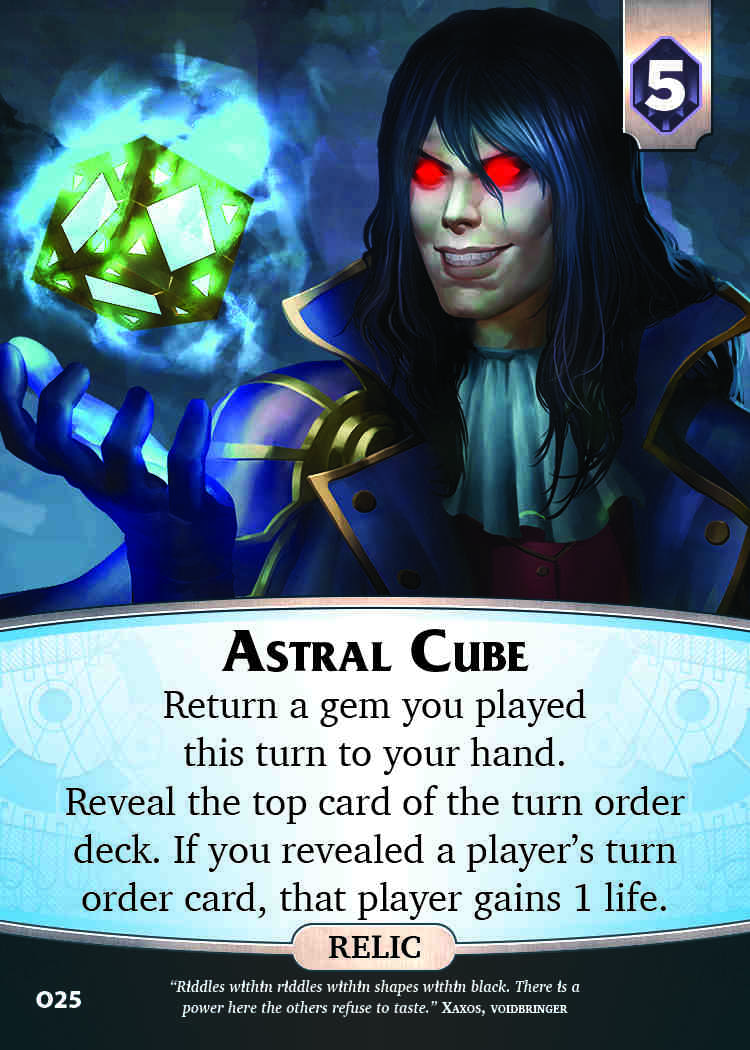 5
Astral Cube
Return a gem you played
this turn to your hand.
Reveal the top card of the turn order
deck. If you revealed a player’s turn
order card, that player gains 1 life.
RELIC
O25
“Riddles within riddles within shapes within black. There is a
power here the others refuse to taste.” Xaxos, voidbringer